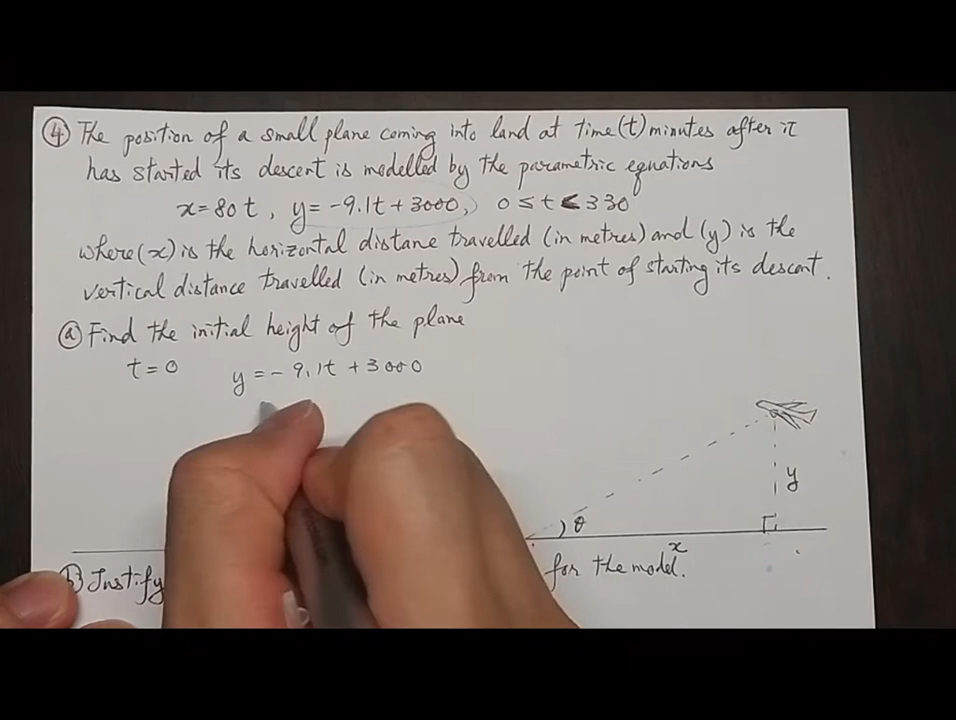 ④ The position of a small plane coming into land at time (t) minutes after it
has started its descent is modelled by the parametric equations
x = 80t , y = -9.1t + 3000, 0 ≤ t < 330
where (x) is the horizontal distane travelled (in metres) and (y) is the
vertical distance travelled (in metres) from the point of starting its descent.
ⓐ Find the initial height of the plane
t = 0 y = - 9.1t + 3000
y
θ
x
ⓑ Justify for the model.